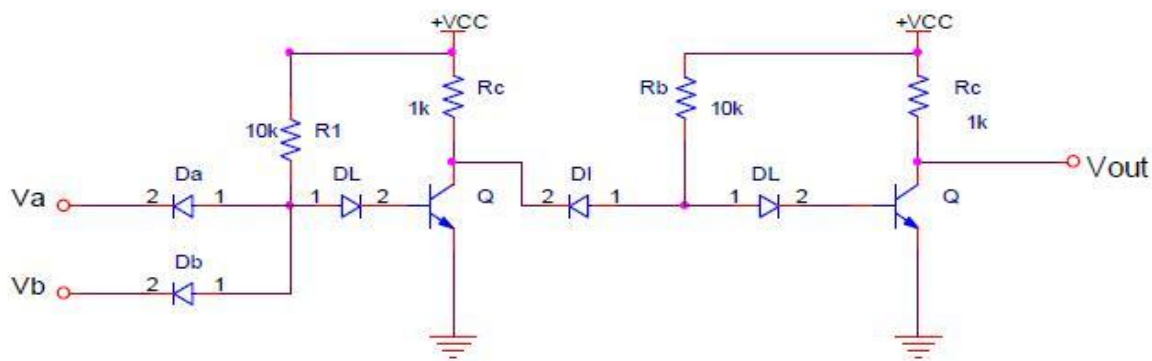 +VCC +VCC
Rc Rb Rc
1k 10k 1k
10k R1
Da DL DI DL Vout
Va 2 1 1 2 Q 2 1 1 2 Q
Db
Vb 2 1